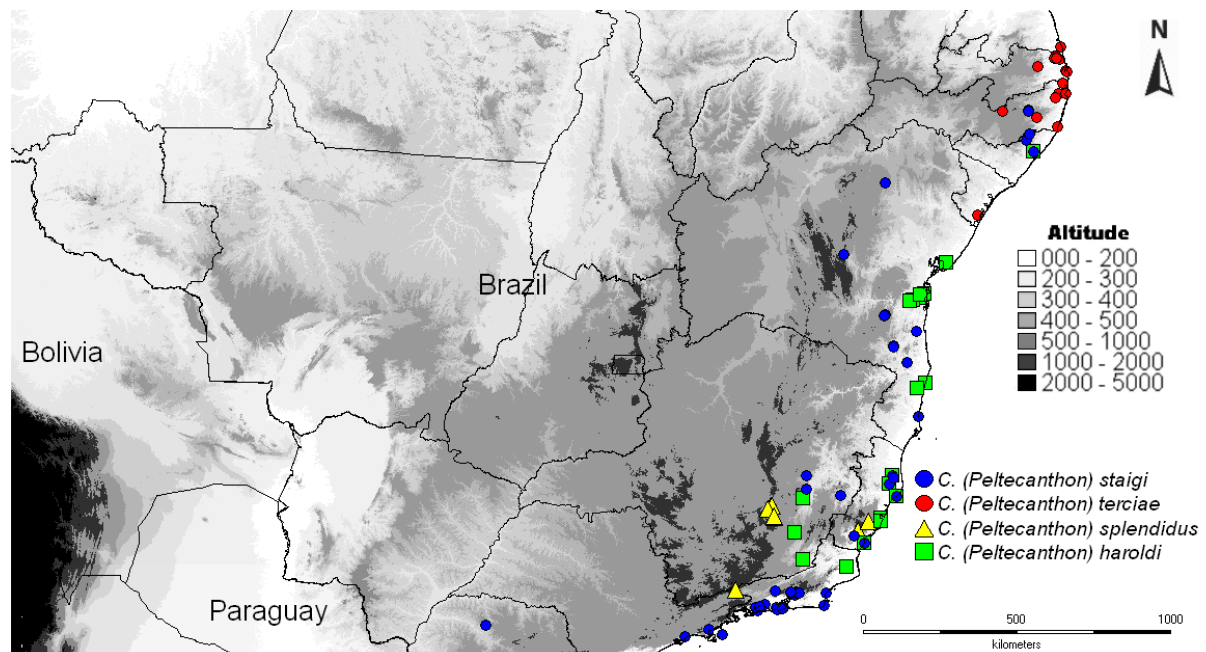 N
Brazil
Bolivia
Paraguay
Altitude
000 - 200
200 - 300
300 - 400
400 - 500
500 - 1000
1000 - 2000
2000 - 5000
C. (Peltecanthon) staigi
C. (Peltecanthon) terciae
C. (Peltecanthon) splendidus
C. (Peltecanthon) haroldi
0 500 1000
kilometers